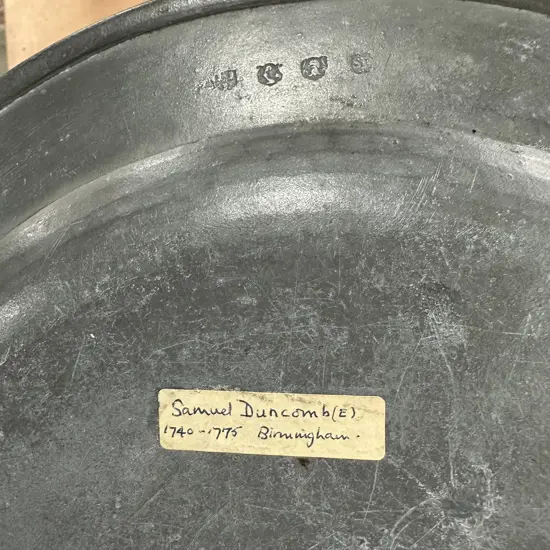 Samuel Duncomb(E)
1740-1775 Birmingham.